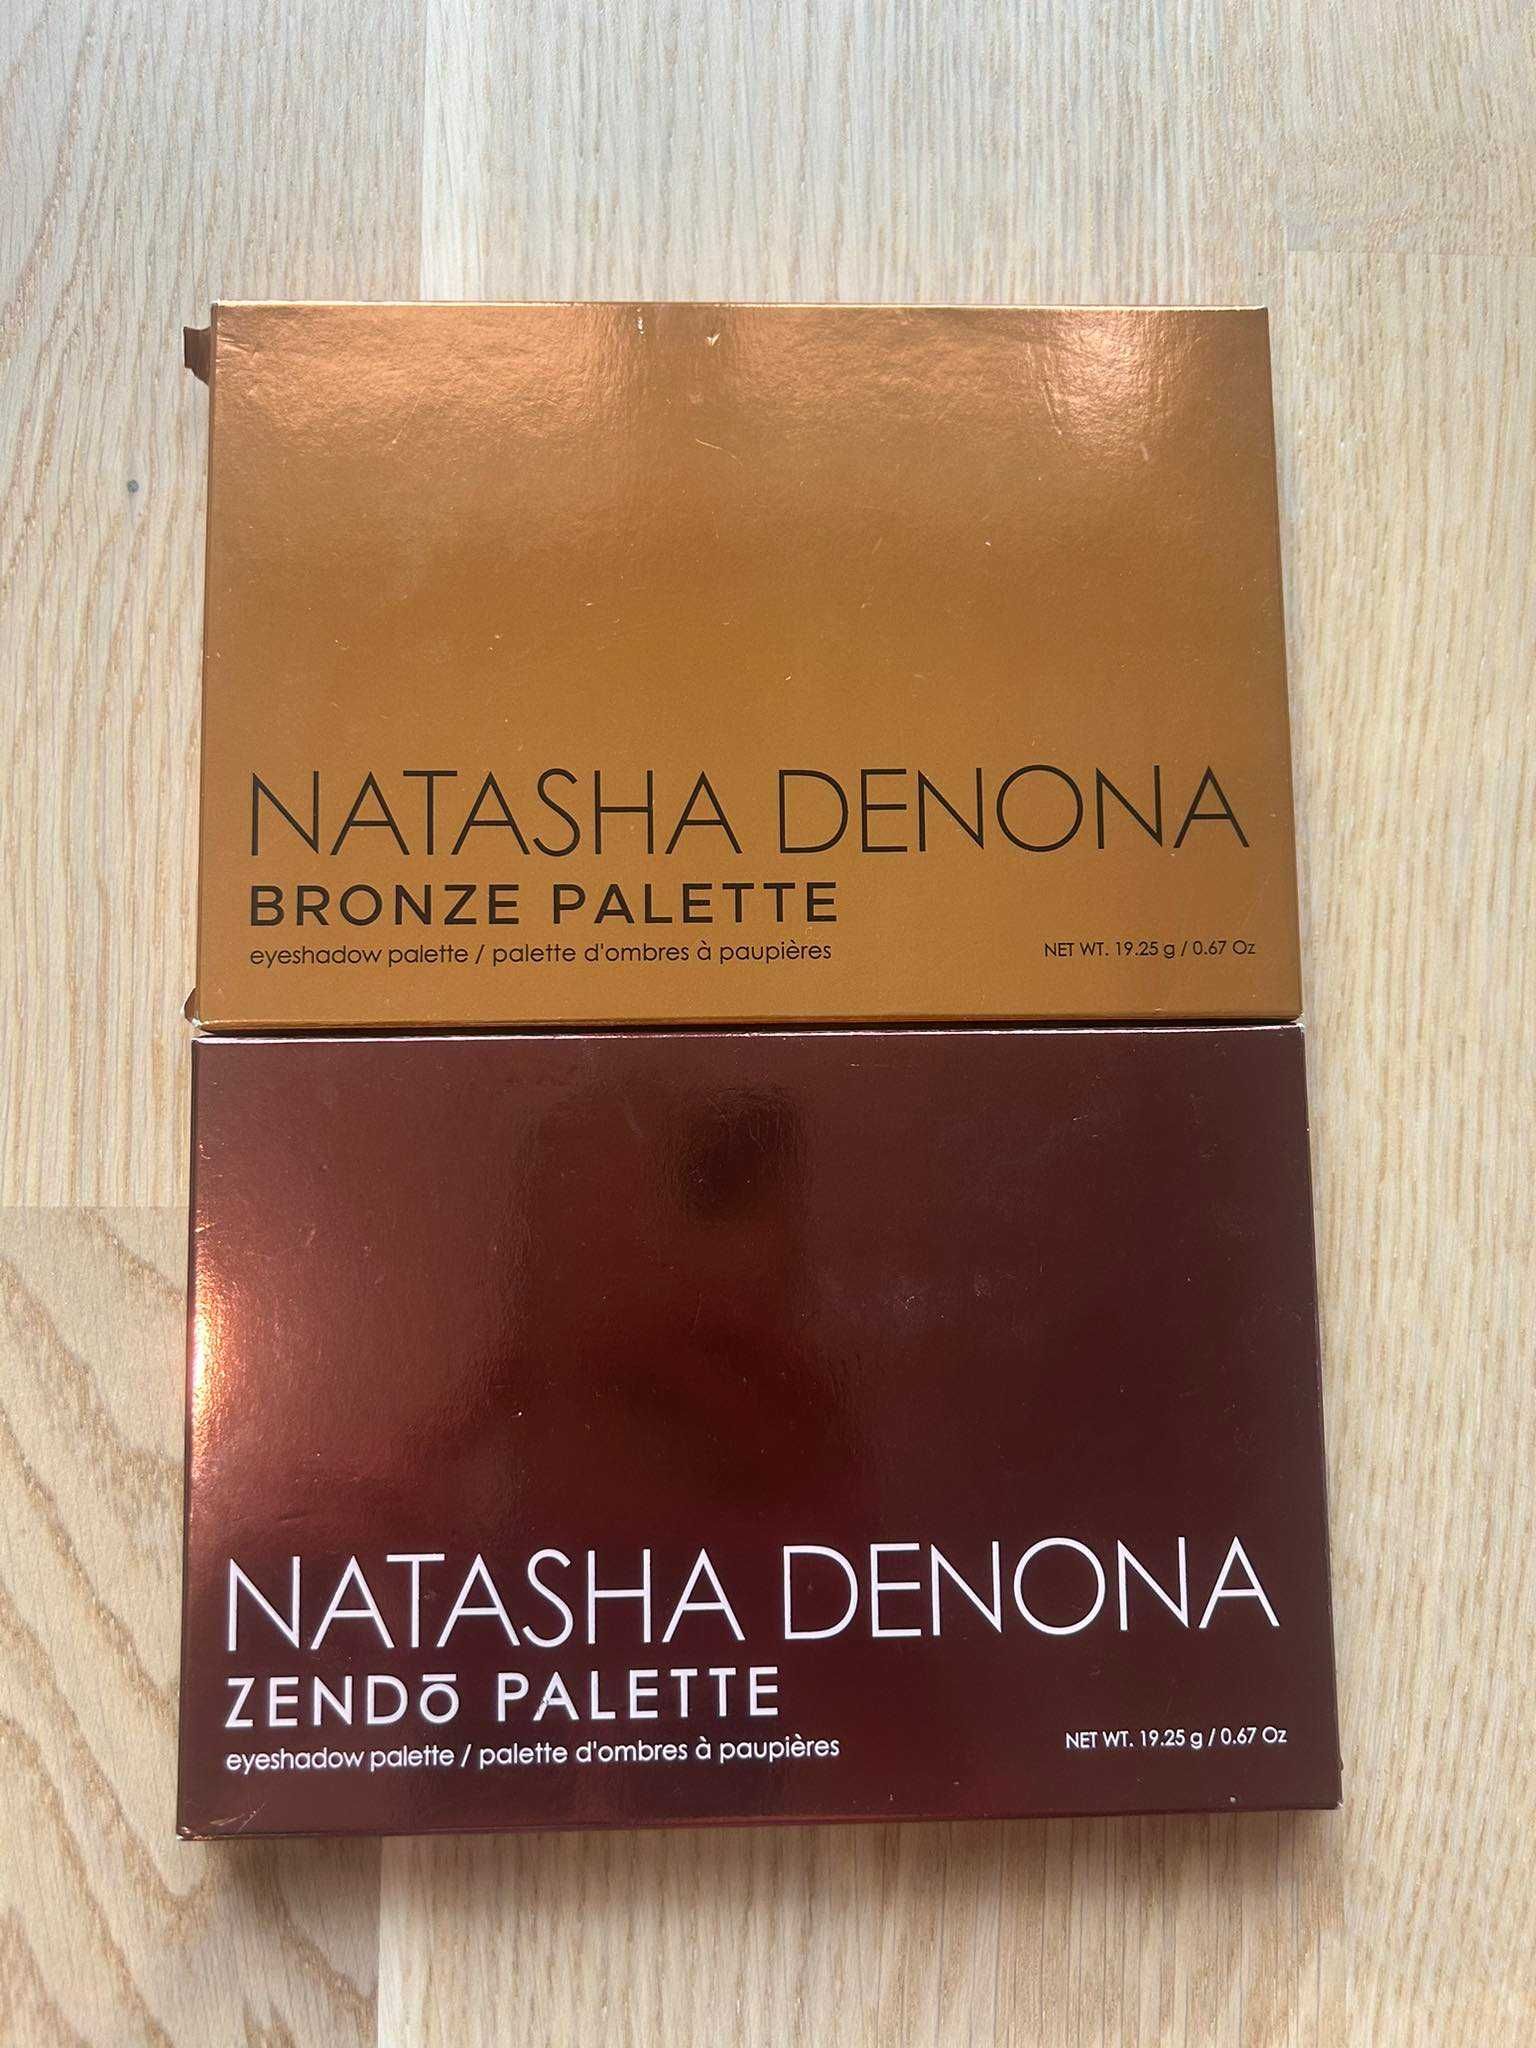 NATASHA DENONA
BRONZE PALETTE
eyeshadow palette / palette d'ombres à paupières
NET WT. 19.25 g / 0.67 Oz
NATASHA DENONA
ZENDō PALETTE
eyeshadow palette / palette d'ombres à paupières
NET WT. 19.25 g / 0.67 Oz